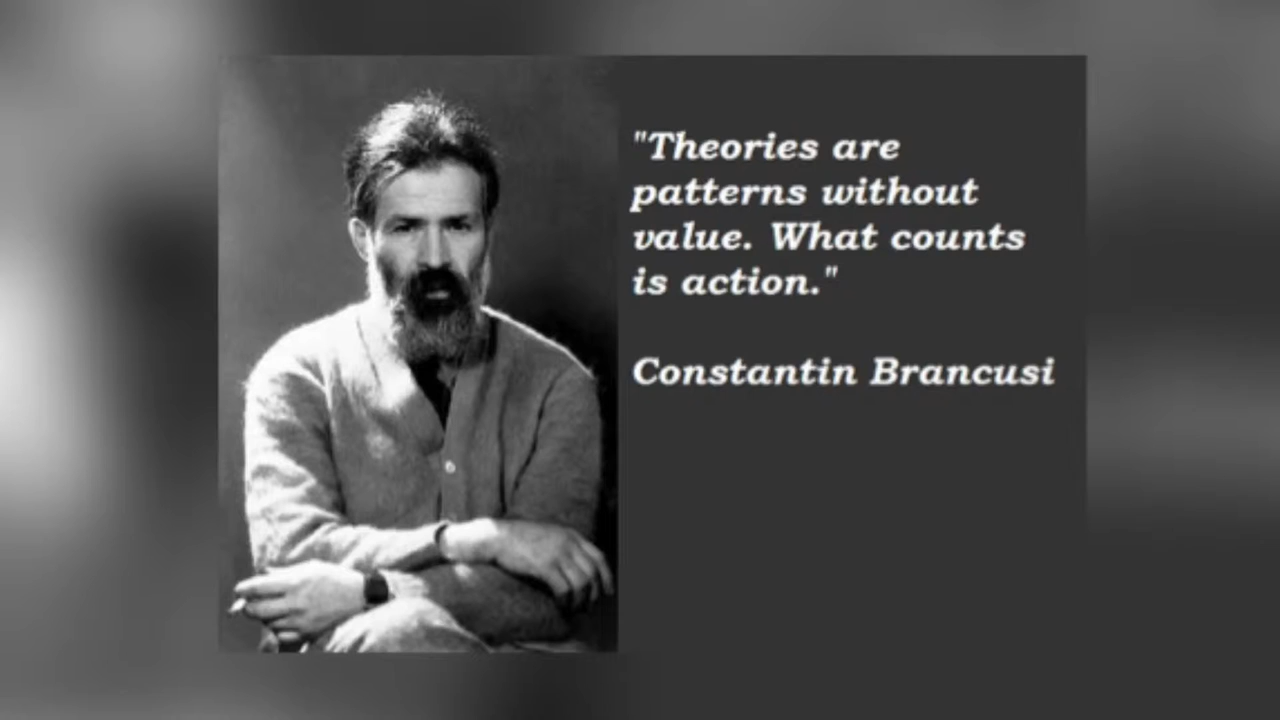 "Theories are
patterns without
value. What counts
is action."
Constantin Brancusi